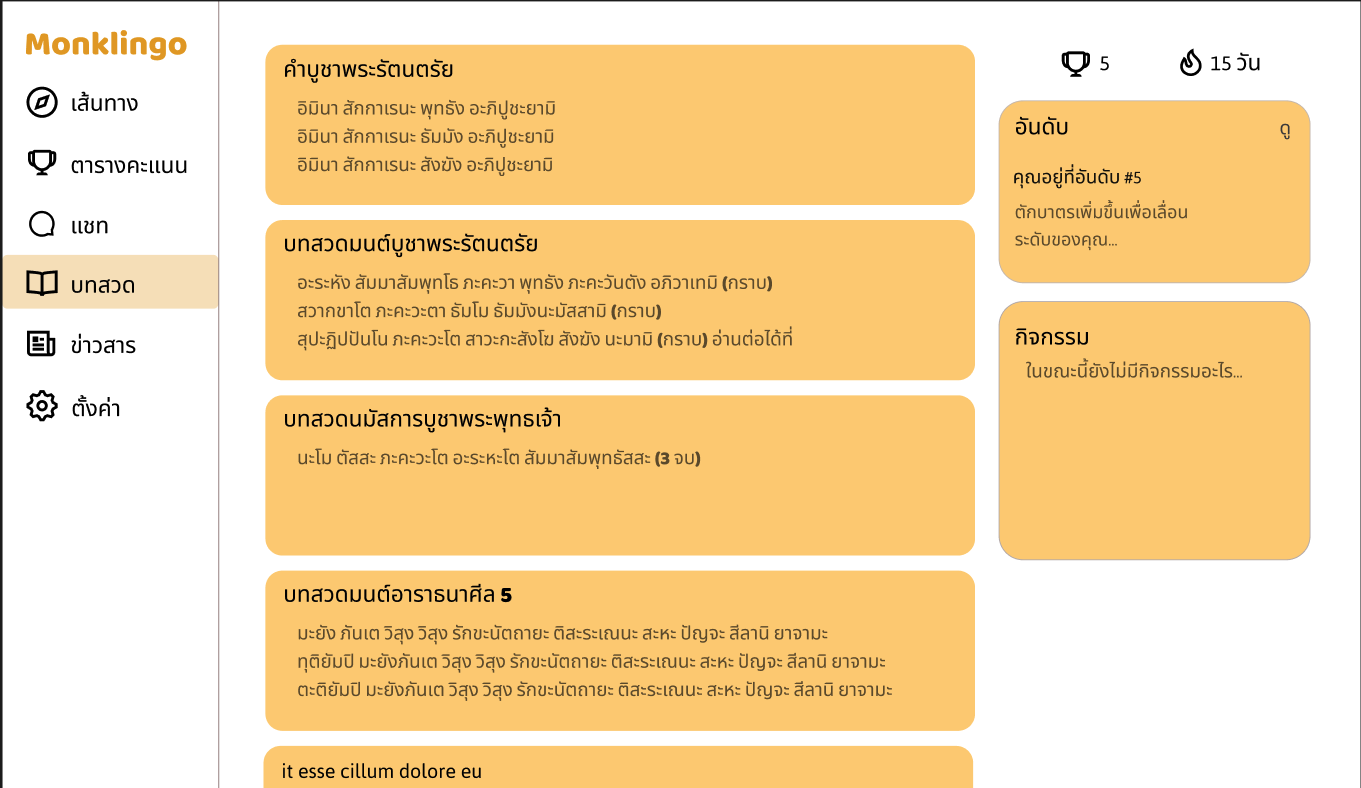 Monklingo
เส้นทาง
ตารางคะแนน
แชท
บทสวด
ข่าวสาร
ตั้งค่า
คำบูชาพระรัตนตรัย
อิมินา สักกาเรนะ พุทธัง อะภิปูชะยามิ
อิมินา สักกาเรนะ ธัมมัง อะภิปูชะยามิ
อิมินา สักกาเรนะ สังฆัง อะภิปูชะยามิ
บทสวดมนต์บูชาพระรัตนตรัย
อะระหัง สัมมาสัมพุทโธ ภะคะวา พุทธัง ภะคะวันตัง อภิวาเทมิ (กราบ)
สวากขาโต ภะคะวะตา ธัมโม ธัมมังนะมัสสามิ (กราบ)
สุปะฏิปปันโน ภะคะวะโต สาวะกะสังโฆ สังฆัง นะมามิ (กราบ) อ่านต่อได้ที่
บทสวดนมัสการบูชาพระพุทธเจ้า
นะโม ตัสสะ ภะคะวะโต อะระหะโต สัมมาสัมพุทธัสสะ (3 จบ)
บทสวดมนต์อาราธนาศีล 5
มะยัง ภันเต วิสุง วิสุง รักขะนัตถายะ ติสะระเณนะ สะหะ ปัญจะ สีลานิ ยาจามะ
ทุติยัมปิ มะยังภันเต วิสุง วิสุง รักขะนัตถายะ ติสะระเณนะ สะหะ ปัญจะ สีลานิ ยาจามะ
ตะติยัมปิ มะยังภันเต วิสุง วิสุง รักขะนัตถายะ ติสะระเณนะ สะหะ ปัญจะ สีลานิ ยาจามะ
it esse cillum dolore eu
5
15 วัน
อันดับ
ดู
คุณอยู่ที่อันดับ #5
ตักบาตรเพิ่มขึ้นเพื่อเลื่อน
ระดับของคุณ...
กิจกรรม
ในขณะนี้ยังไม่มีกิจกรรมอะไร...